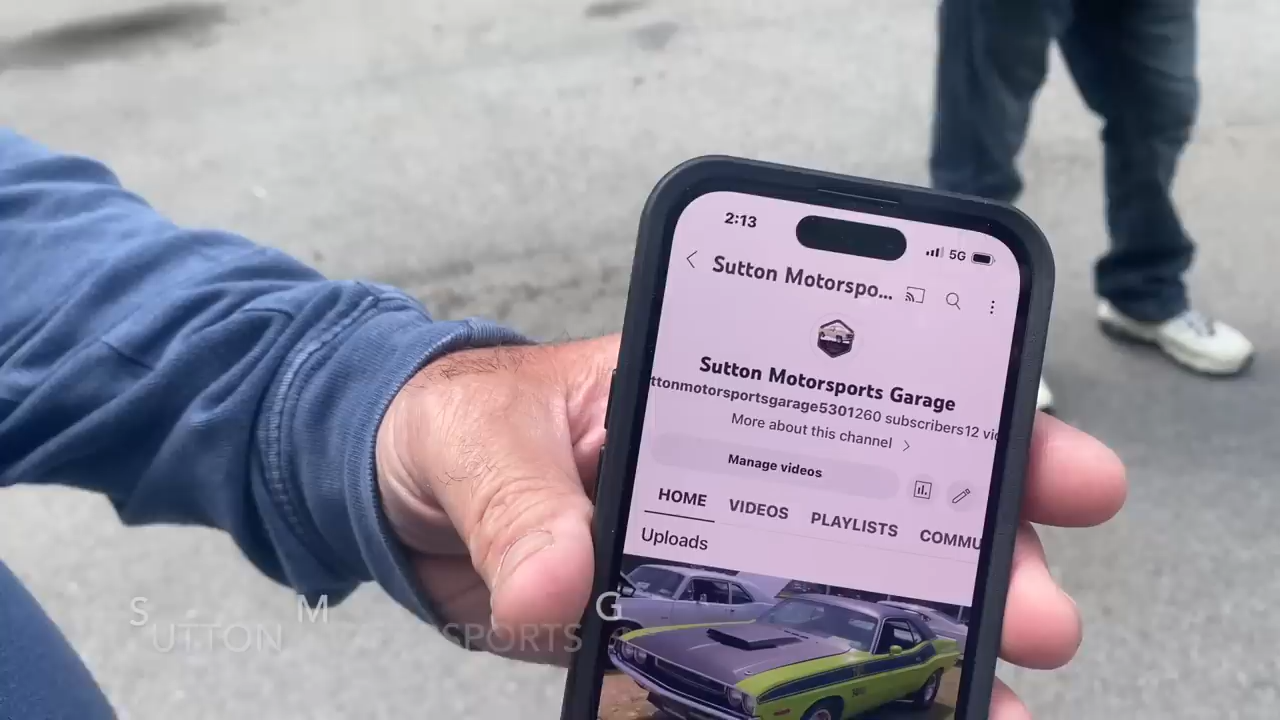 2:13
5G
Sutton Motorspo...
Sutton Motorsports Garage
ttonmotorsportsgarage5301260 subscribers12 vi
More about this channel
Manage videos
HOME VIDEOS PLAYLISTS COMMU
Uploads
SUTTON M SPORTS G